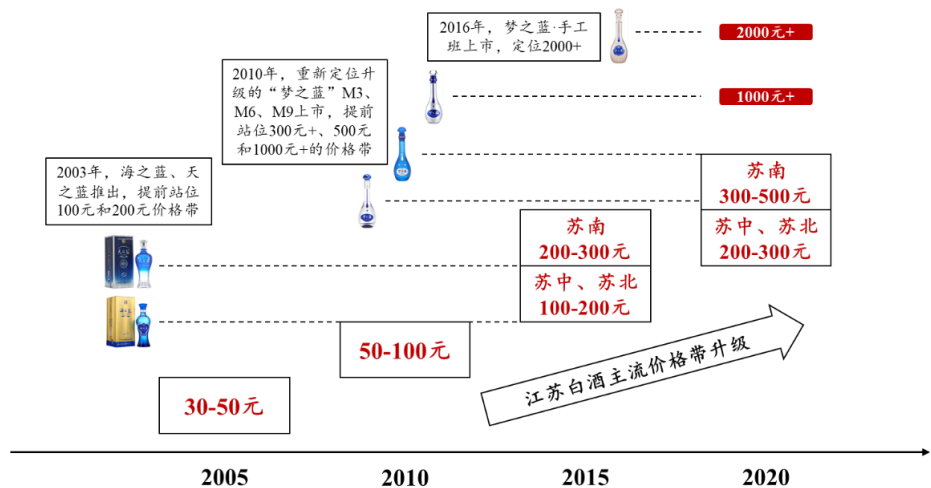 2016年，梦之蓝·手工
班上市，定位2000+
2000元+
2010年，重新定位升
级的“梦之蓝”M3、
M6、M9上市，提前
站位300元+、500元
和1000元+的价格带
1000元+
2003年，海之蓝、天
之蓝推出，提前站位
100元和200元价格带
苏南
300-500元
苏中、苏北
200-300元
苏南
200-300元
苏中、苏北
100-200元
50-100元
30-50元
江苏白酒主流价格带升级
2005
2010
2015
2020